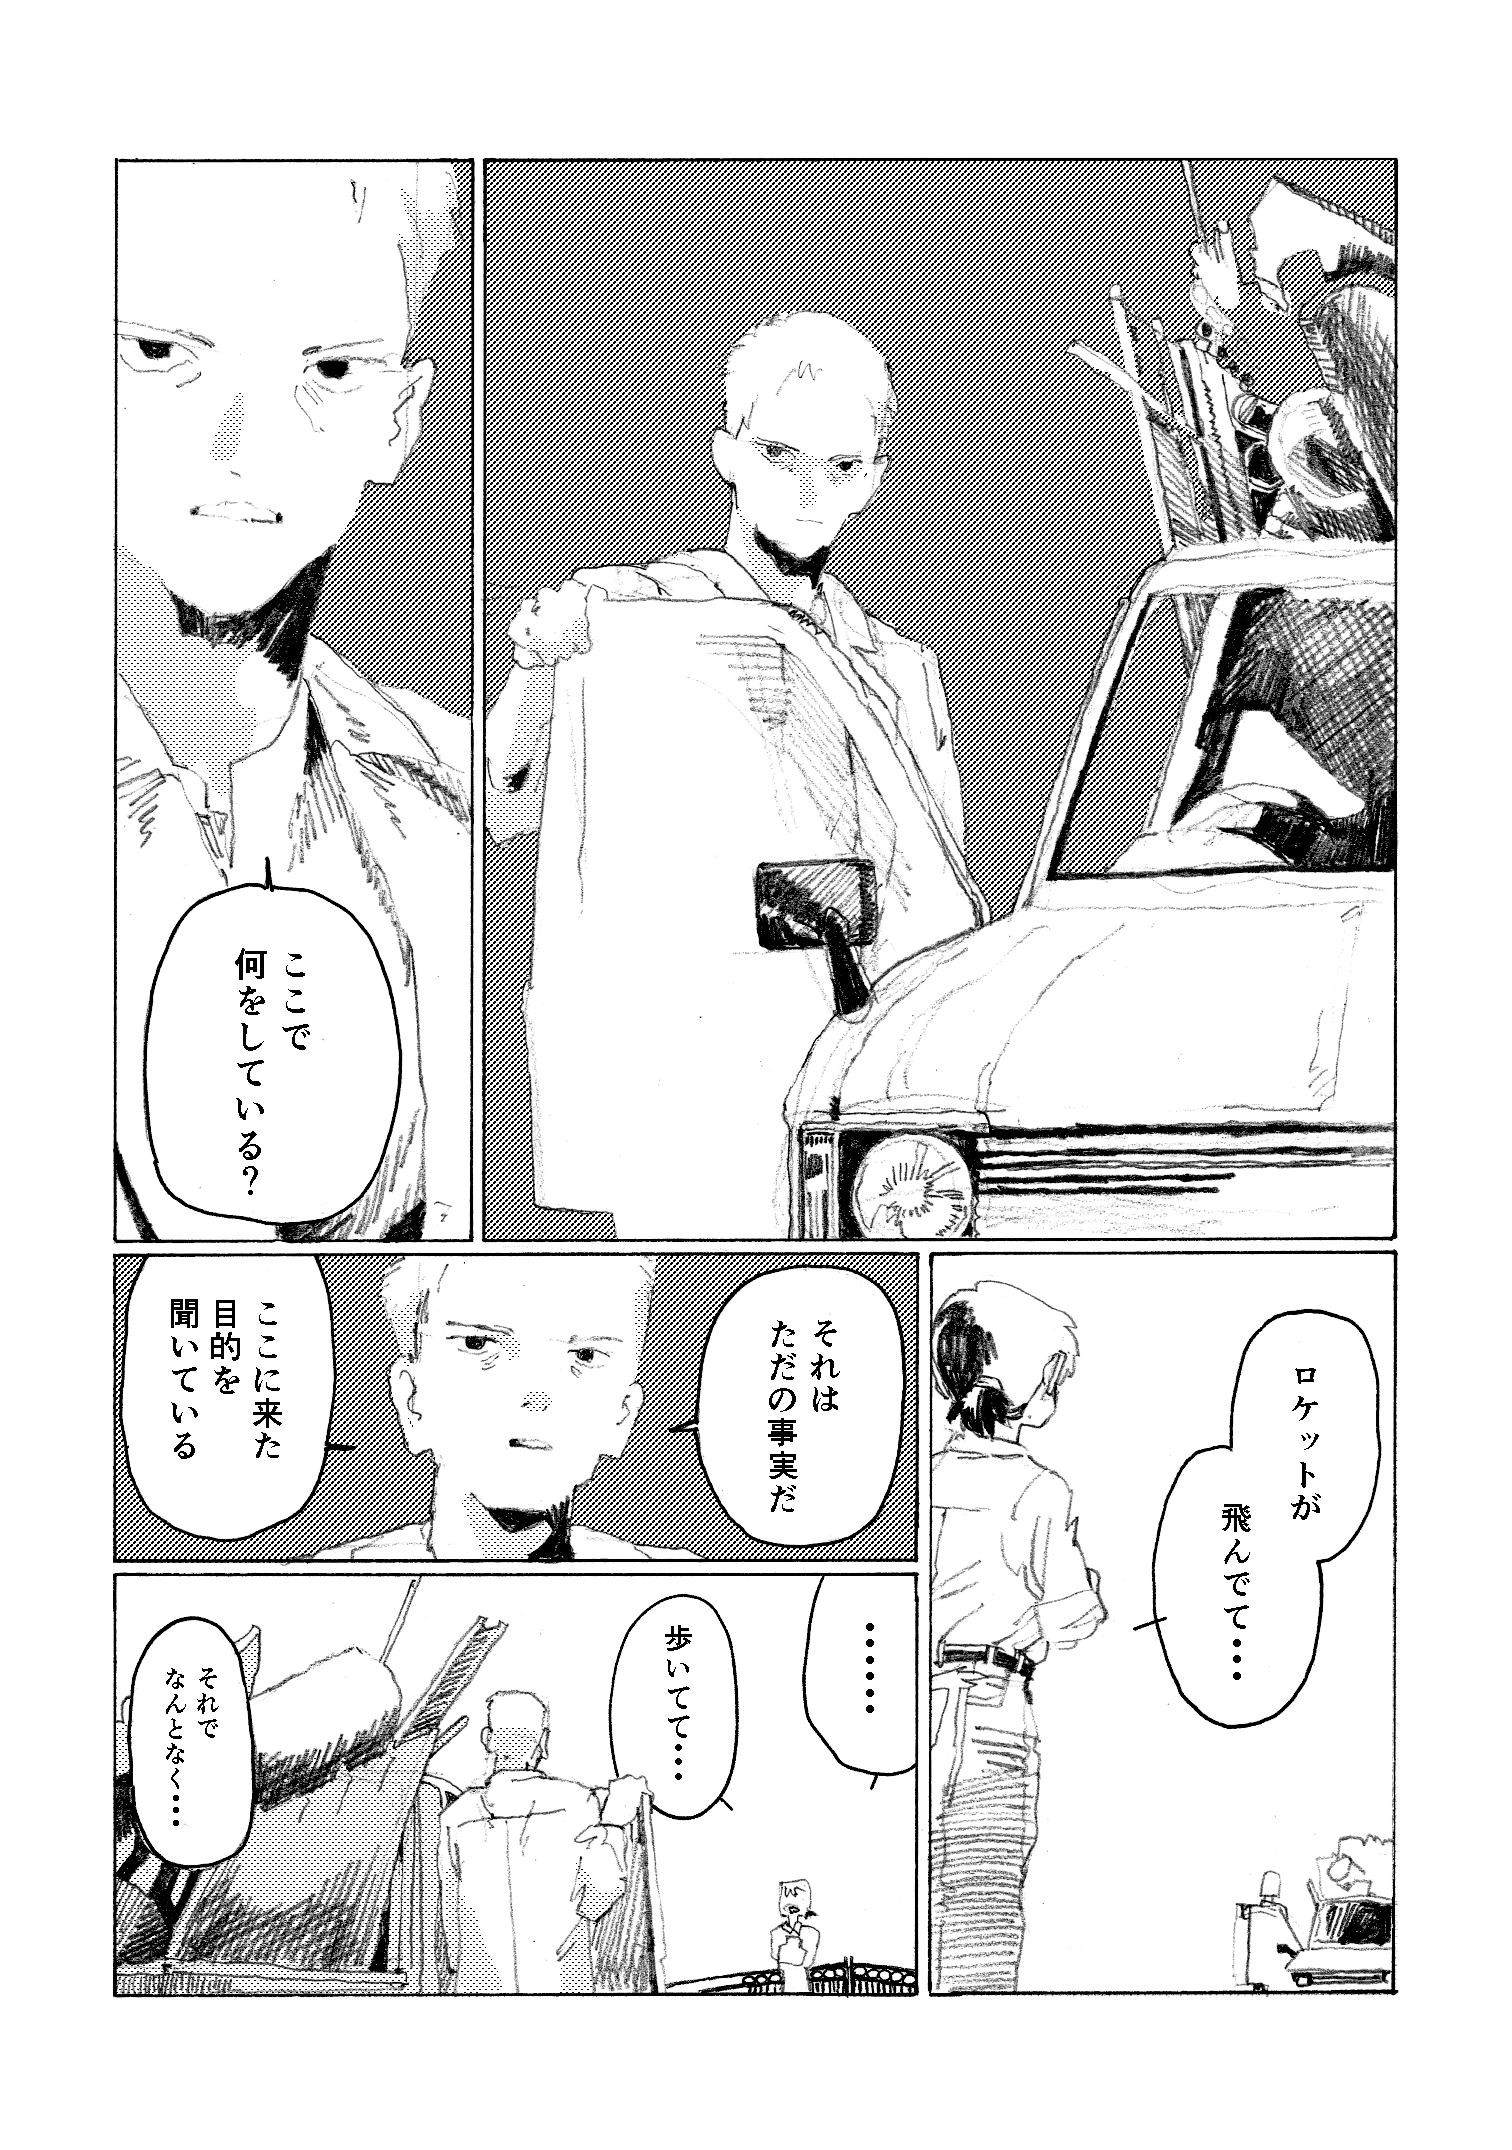 ここで
何をしている?
ロケットが
飛んでて・・・
それは
ただの事実だ
ここに来た
目的を
聞いている
・・・・・・
歩いてて・・・
それで
なんとなく・・・